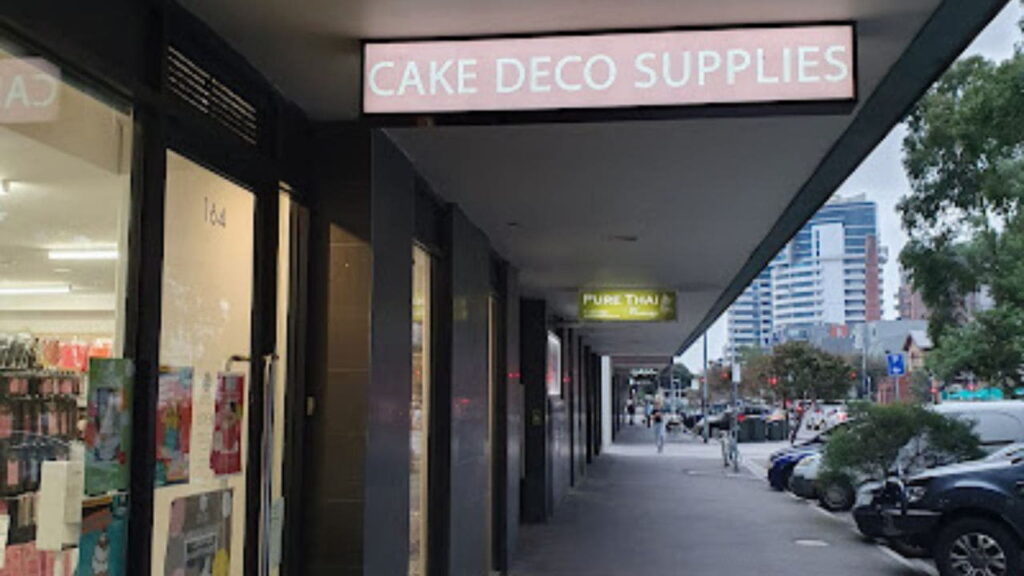 CAKE DECO SUPPLIES
164
PURE THAI